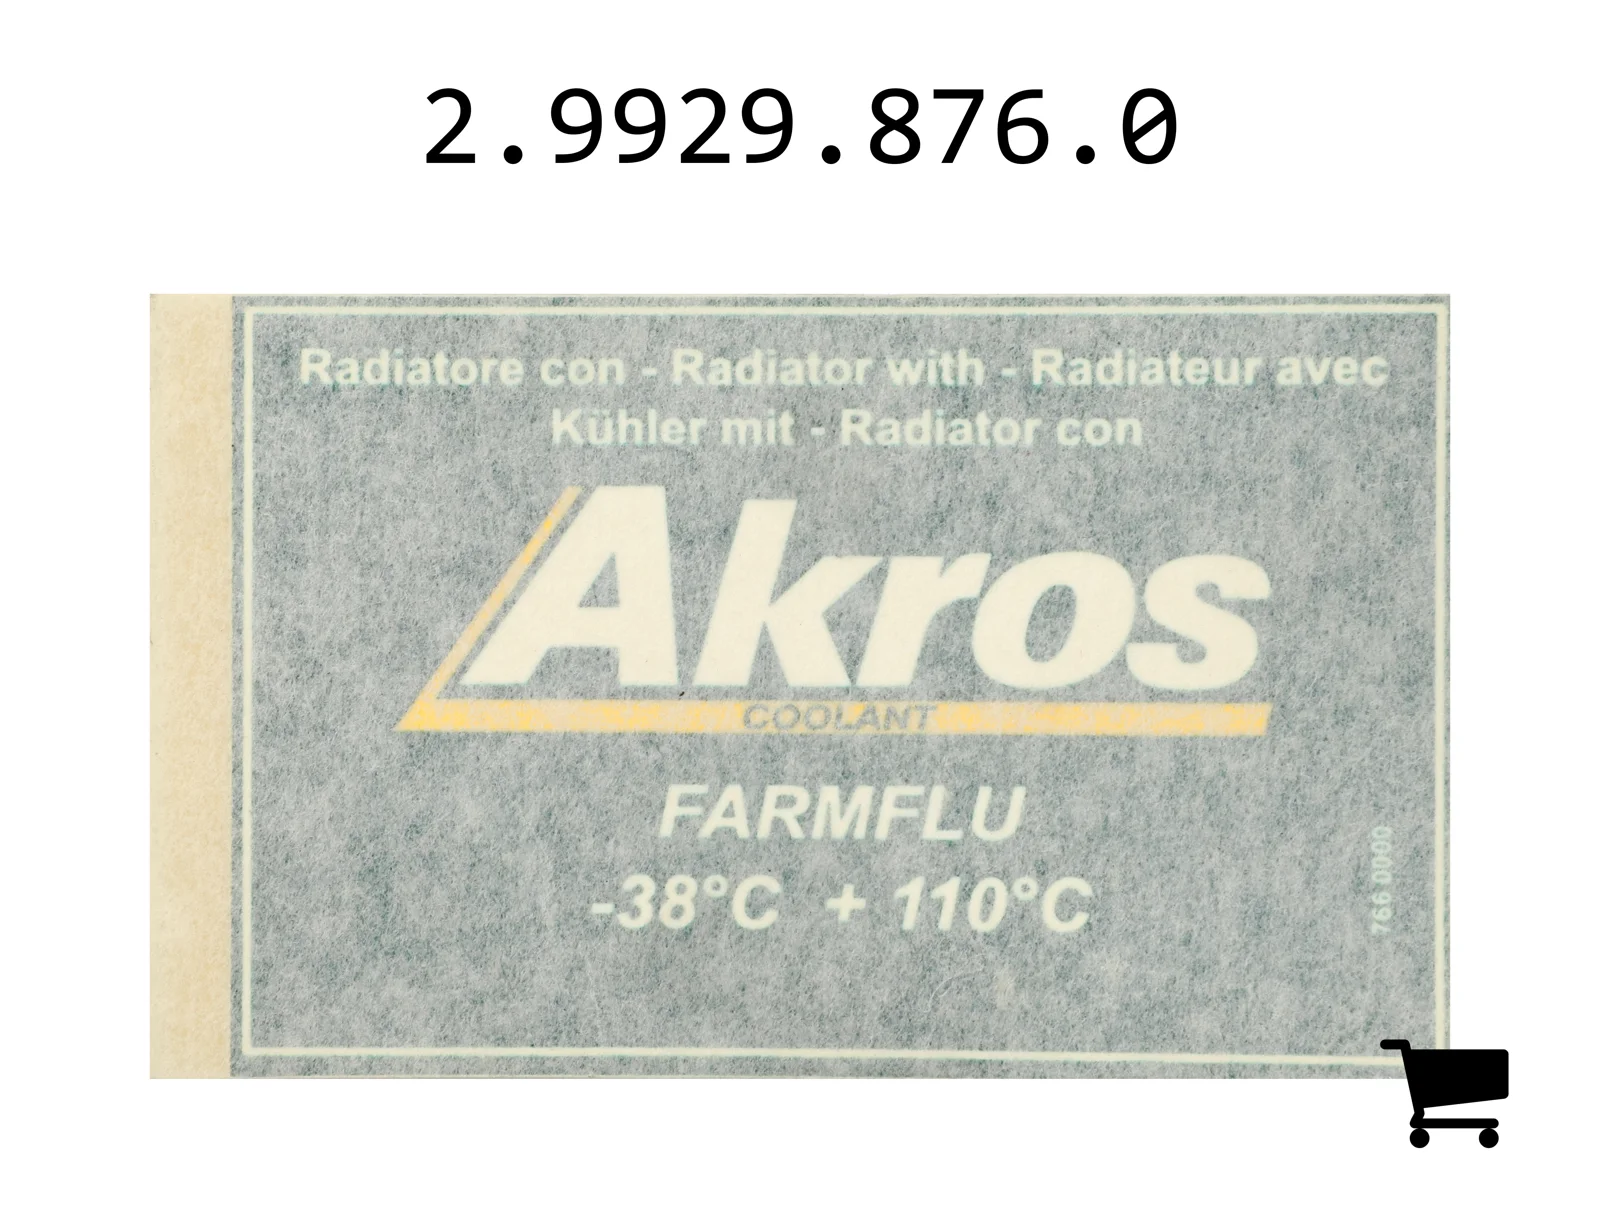 2.9929.876.0
Radiatore con - Radiator with - Radiateur avec
Kühler mit - Radiator con
Akros
COOLANT
FARMFLU
-38°C + 110°C
766 0000